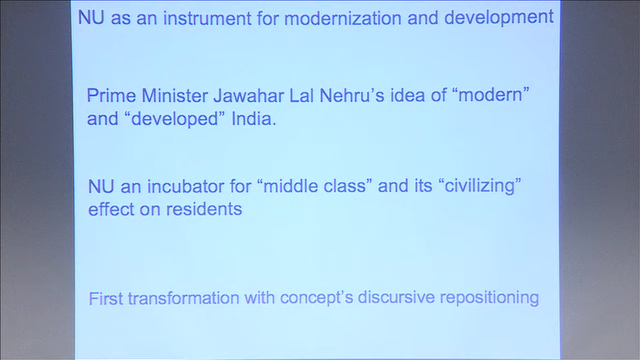 NU as an instrument for modernization and development
Prime Minister Jawahar Lal Nehru's idea of “modern”
and “developed” India.
NU an incubator for “middle class” and its “civilizing”
effect on residents
First transformation with concept's discursive repositioning